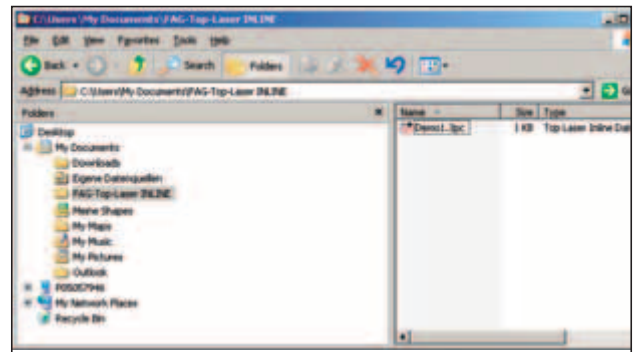 C:\Users\My Documents\FAG-Top-Laser INLINE
File Edit View Favorites Tools Help
Back Search Folders
Address C:\Users\My Documents\FAG-Top-Laser INLINE Go
Folders
Name Size Type
Desktop
My Documents
Downloads
Eigene Datenquellen
FAG-Top-Laser INLINE
Meine Shapes
My Maps
My Music
My Pictures
Outlook
My Network Places
Recycle Bin
Demo1.3pc 1 KB Top Laser Inline Dat